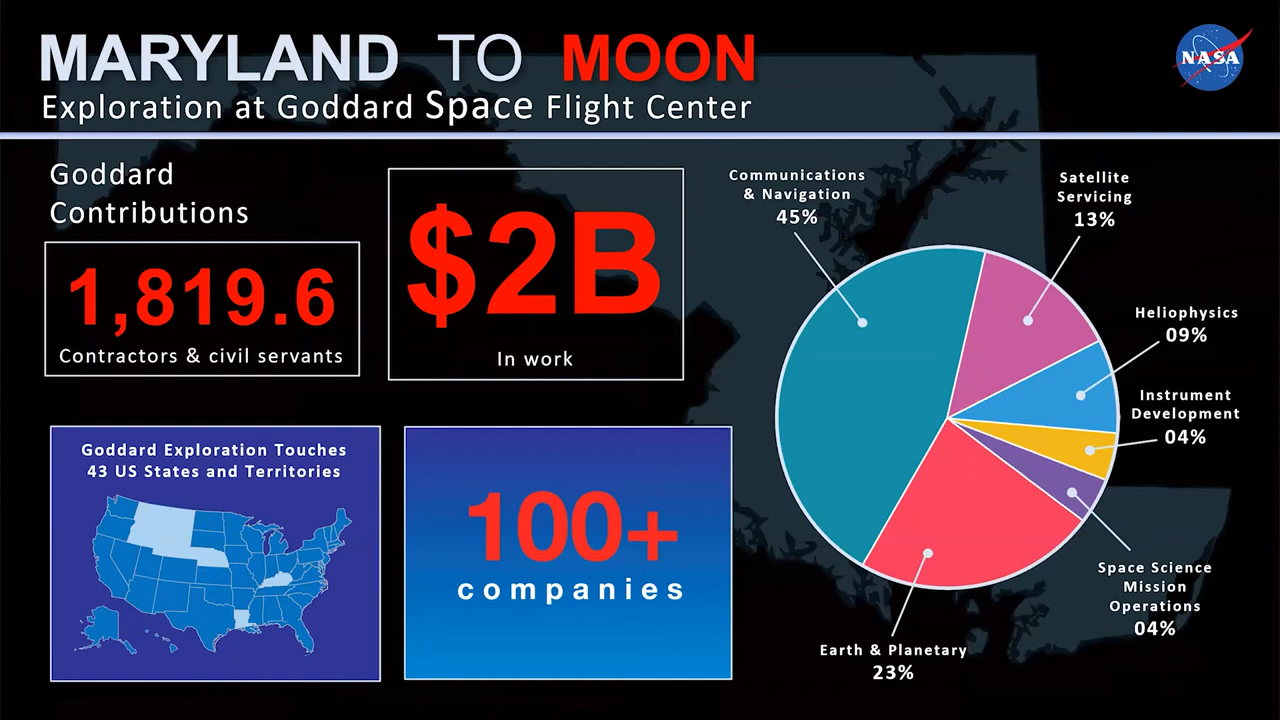 MARYLAND TO MOON
Exploration at Goddard Space Flight Center
NASA
Goddard
Contributions
1,819.6
Contractors & civil servants
$2B
In work
Goddard Exploration Touches
43 US States and Territories
100+
companies
Communications
& Navigation
45%
Satellite
Servicing
13%
Heliophysics
09%
Instrument
Development
04%
Space Science
Mission
Operations
04%
Earth & Planetary
23%